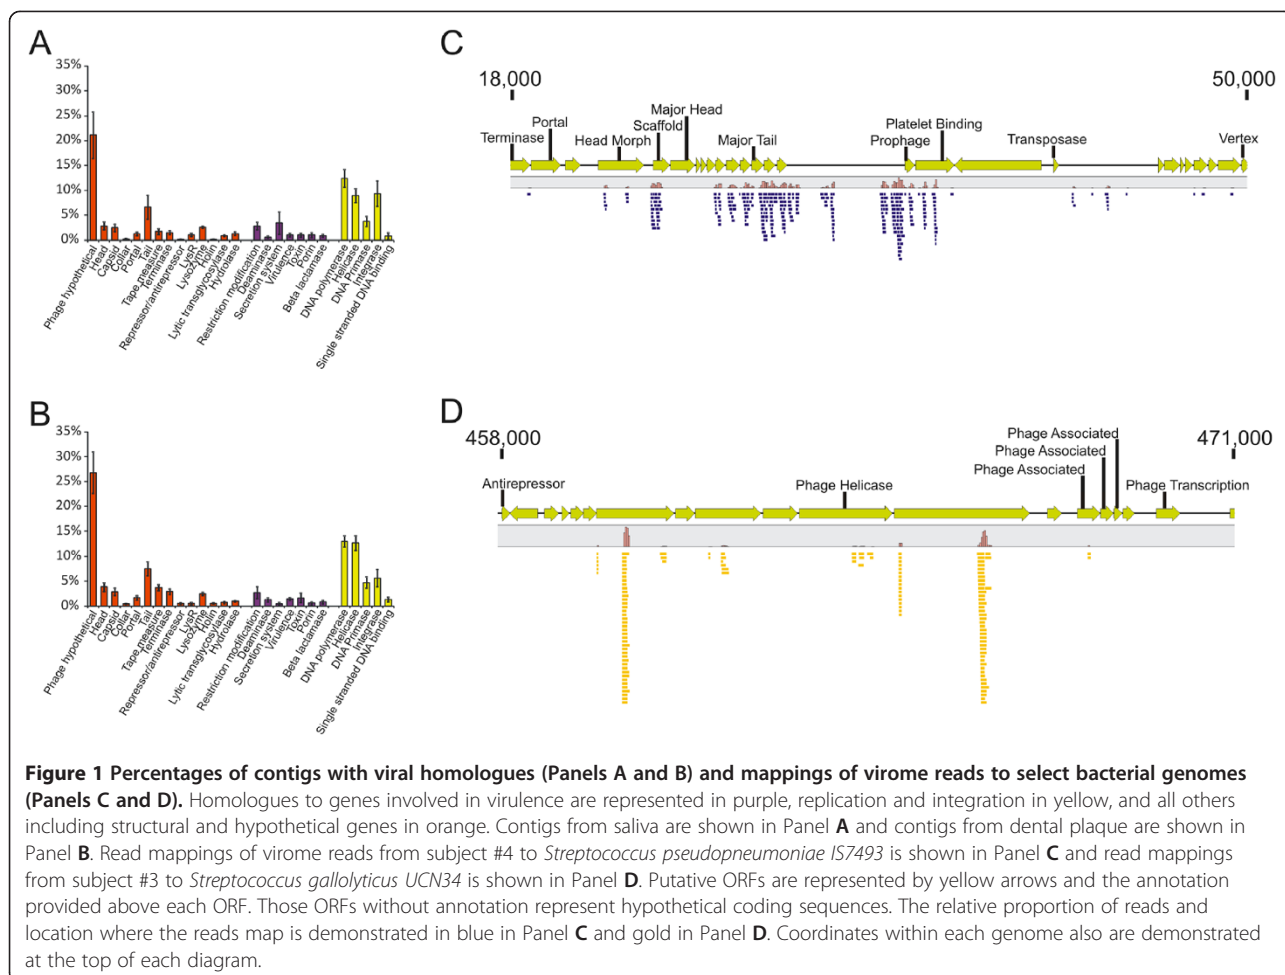 A
35%
30%
25%
20%
15%
10%
5%
0%
Phage hypothetical
Head
Capsid
Collar
Portal
Tail
Tape measure
Terminase
Repressor/antirepressor
LysR
Lysozyme
Holin
Lytic transglycosylase
Hydrolase
Restriction modification
Deaminase
Secretion system
Virulence
Toxin
Porin
Beta lactamase
DNA polymerase
Helicase
DNA Primase
Integrase
Single stranded DNA binding
C
18,000
50,000
Terminase
Portal
Head Morph
Scaffold
Major Head
Major Tail
Prophage
Platelet Binding
Transposase
Vertex
B
35%
30%
25%
20%
15%
10%
5%
0%
Phage hypothetical
Head
Capsid
Collar
Portal
Tail
Tape measure
Terminase
Repressor/antirepressor
LysR
Lysozyme
Holin
Lytic transglycosylase
Hydrolase
Restriction modification
Deaminase
Secretion system
Virulence
Toxin
Porin
Beta lactamase
DNA polymerase
Helicase
DNA Primase
Integrase
Single stranded DNA binding
D
458,000
471,000
Antirepressor
Phage Helicase
Phage Associated
Phage Associated
Phage Associated
Phage Transcription
Figure 1 Percentages of contigs with viral homologues (Panels A and B) and mappings of virome reads to select bacterial genomes
(Panels C and D). Homologues to genes involved in virulence are represented in purple, replication and integration in yellow, and all others
including structural and hypothetical genes in orange. Contigs from saliva are shown in Panel A and contigs from dental plaque are shown in
Panel B. Read mappings of virome reads from subject #4 to Streptococcus pseudopneumoniae IS7493 is shown in Panel C and read mappings
from subject #3 to Streptococcus gallolyticus UCN34 is shown in Panel D. Putative ORFs are represented by yellow arrows and the annotation
provided above each ORF. Those ORFs without annotation represent hypothetical coding sequences. The relative proportion of reads and
location where the reads map is demonstrated in blue in Panel C and gold in Panel D. Coordinates within each genome also are demonstrated
at the top of each diagram.